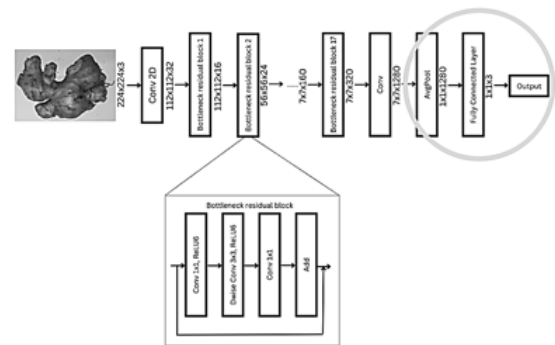 224x224x3
Conv 2D
112x112x32
Bottleneck residual block 1
112x112x16
Bottleneck residual block 2
56x56x24
7x7x160
Bottleneck residual block 17
7x7x320
Conv
7x7x1280
AvgPool
1x1x1280
Fully Connected Layer
1x1x3
Output
Bottleneck residual block
Conv 1x1, ReLU6
Dwise Conv 3x3, ReLU6
Conv 1x1
Add